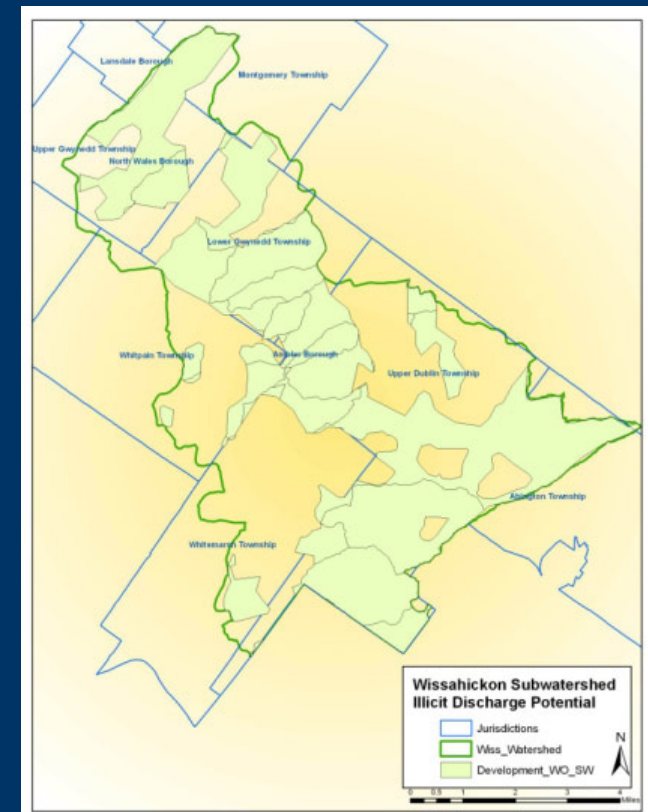 Lansdale Borough
Montgomery Township
Upper Gwynedd Township
North Wales Borough
Lower Gwynedd Township
Whitpain Township
Ambler Borough
Upper Dublin Township
Abington Township
Whitemarsh Township
Wissahickon Subwatershed
Illicit Discharge Potential
Jurisdictions
Wiss_Watershed
Development_WO_SW
N
0 0.5 1 2 3 4
Miles